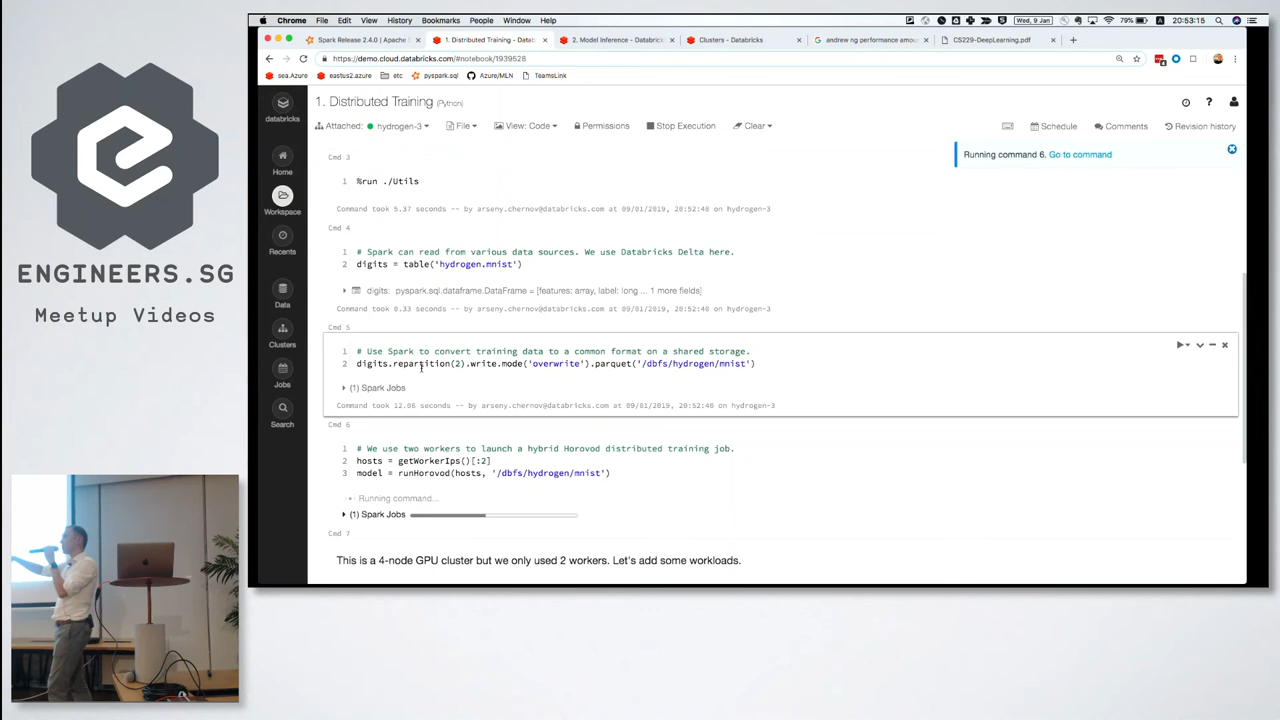 ENGINEERS.SG
Meetup Videos
Chrome File Edit View History Bookmarks People Window Help
79% Wed, 9 Jan 20:53:15
Spark Release 2.4.0 | Apache
1. Distributed Training - Datab
2. Model Inference - Databricks
Clusters - Databricks
andrew ng performance amou
CS229-DeepLearning.pdf
https://demo.cloud.databricks.com/#notebook/1939528
sea.Azure eastus2.azure etc pyspark.sql Azure/MLN TeamsLink
databricks
Home
Workspace
Recents
Data
Clusters
Jobs
Search
1. Distributed Training (Python)
Attached: hydrogen-3 File View: Code Permissions Stop Execution Clear
Schedule Comments Revision history
Running command 6. Go to command
Cmd 3
1 %run ./Utils
Command took 5.37 seconds -- by arseny.chernov@databricks.com at 09/01/2019, 20:52:40 on hydrogen-3
Cmd 4
1 # Spark can read from various data sources. We use Databricks Delta here.
2 digits = table('hydrogen.mnist')
digits: pyspark.sql.dataframe.DataFrame = [features: array, label: long ... 1 more fields]
Command took 0.33 seconds -- by arseny.chernov@databricks.com at 09/01/2019, 20:52:40 on hydrogen-3
Cmd 5
1 # Use Spark to convert training data to a common format on a shared storage.
2 digits.repartition(2).write.mode('overwrite').parquet('/dbfs/hydrogen/mnist')
(1) Spark Jobs
Command took 12.06 seconds -- by arseny.chernov@databricks.com at 09/01/2019, 20:52:40 on hydrogen-3
Cmd 6
1 # We use two workers to launch a hybrid Horovod distributed training job.
2 hosts = getWorkerIps()[:2]
3 model = runHorovod(hosts, '/dbfs/hydrogen/mnist')
Running command...
(1) Spark Jobs
Cmd 7
This is a 4-node GPU cluster but we only used 2 workers. Let's add some workloads.